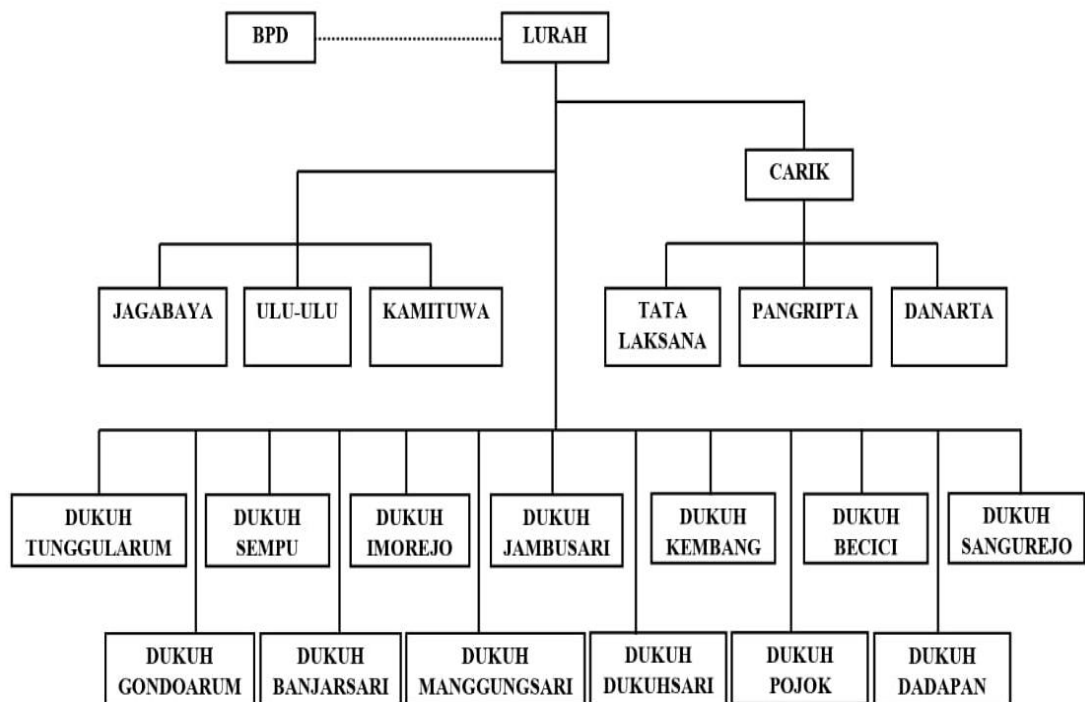 BPD
LURAH
CARIK
JAGABAYA
ULU-ULU
KAMITUWA
TATA
LAKSANA
PANGRIPTA
DANARTA
DUKUH
TUNGGULARUM
DUKUH
SEMPU
DUKUH
IMOREJO
DUKUH
JAMBUSARI
DUKUH
KEMBANG
DUKUH
BECICI
DUKUH
SANGUREJO
DUKUH
GONDOARUM
DUKUH
BANJARSARI
DUKUH
MANGGUNGSARI
DUKUH
DUKUHSARI
DUKUH
POJOK
DUKUH
DADAPAN